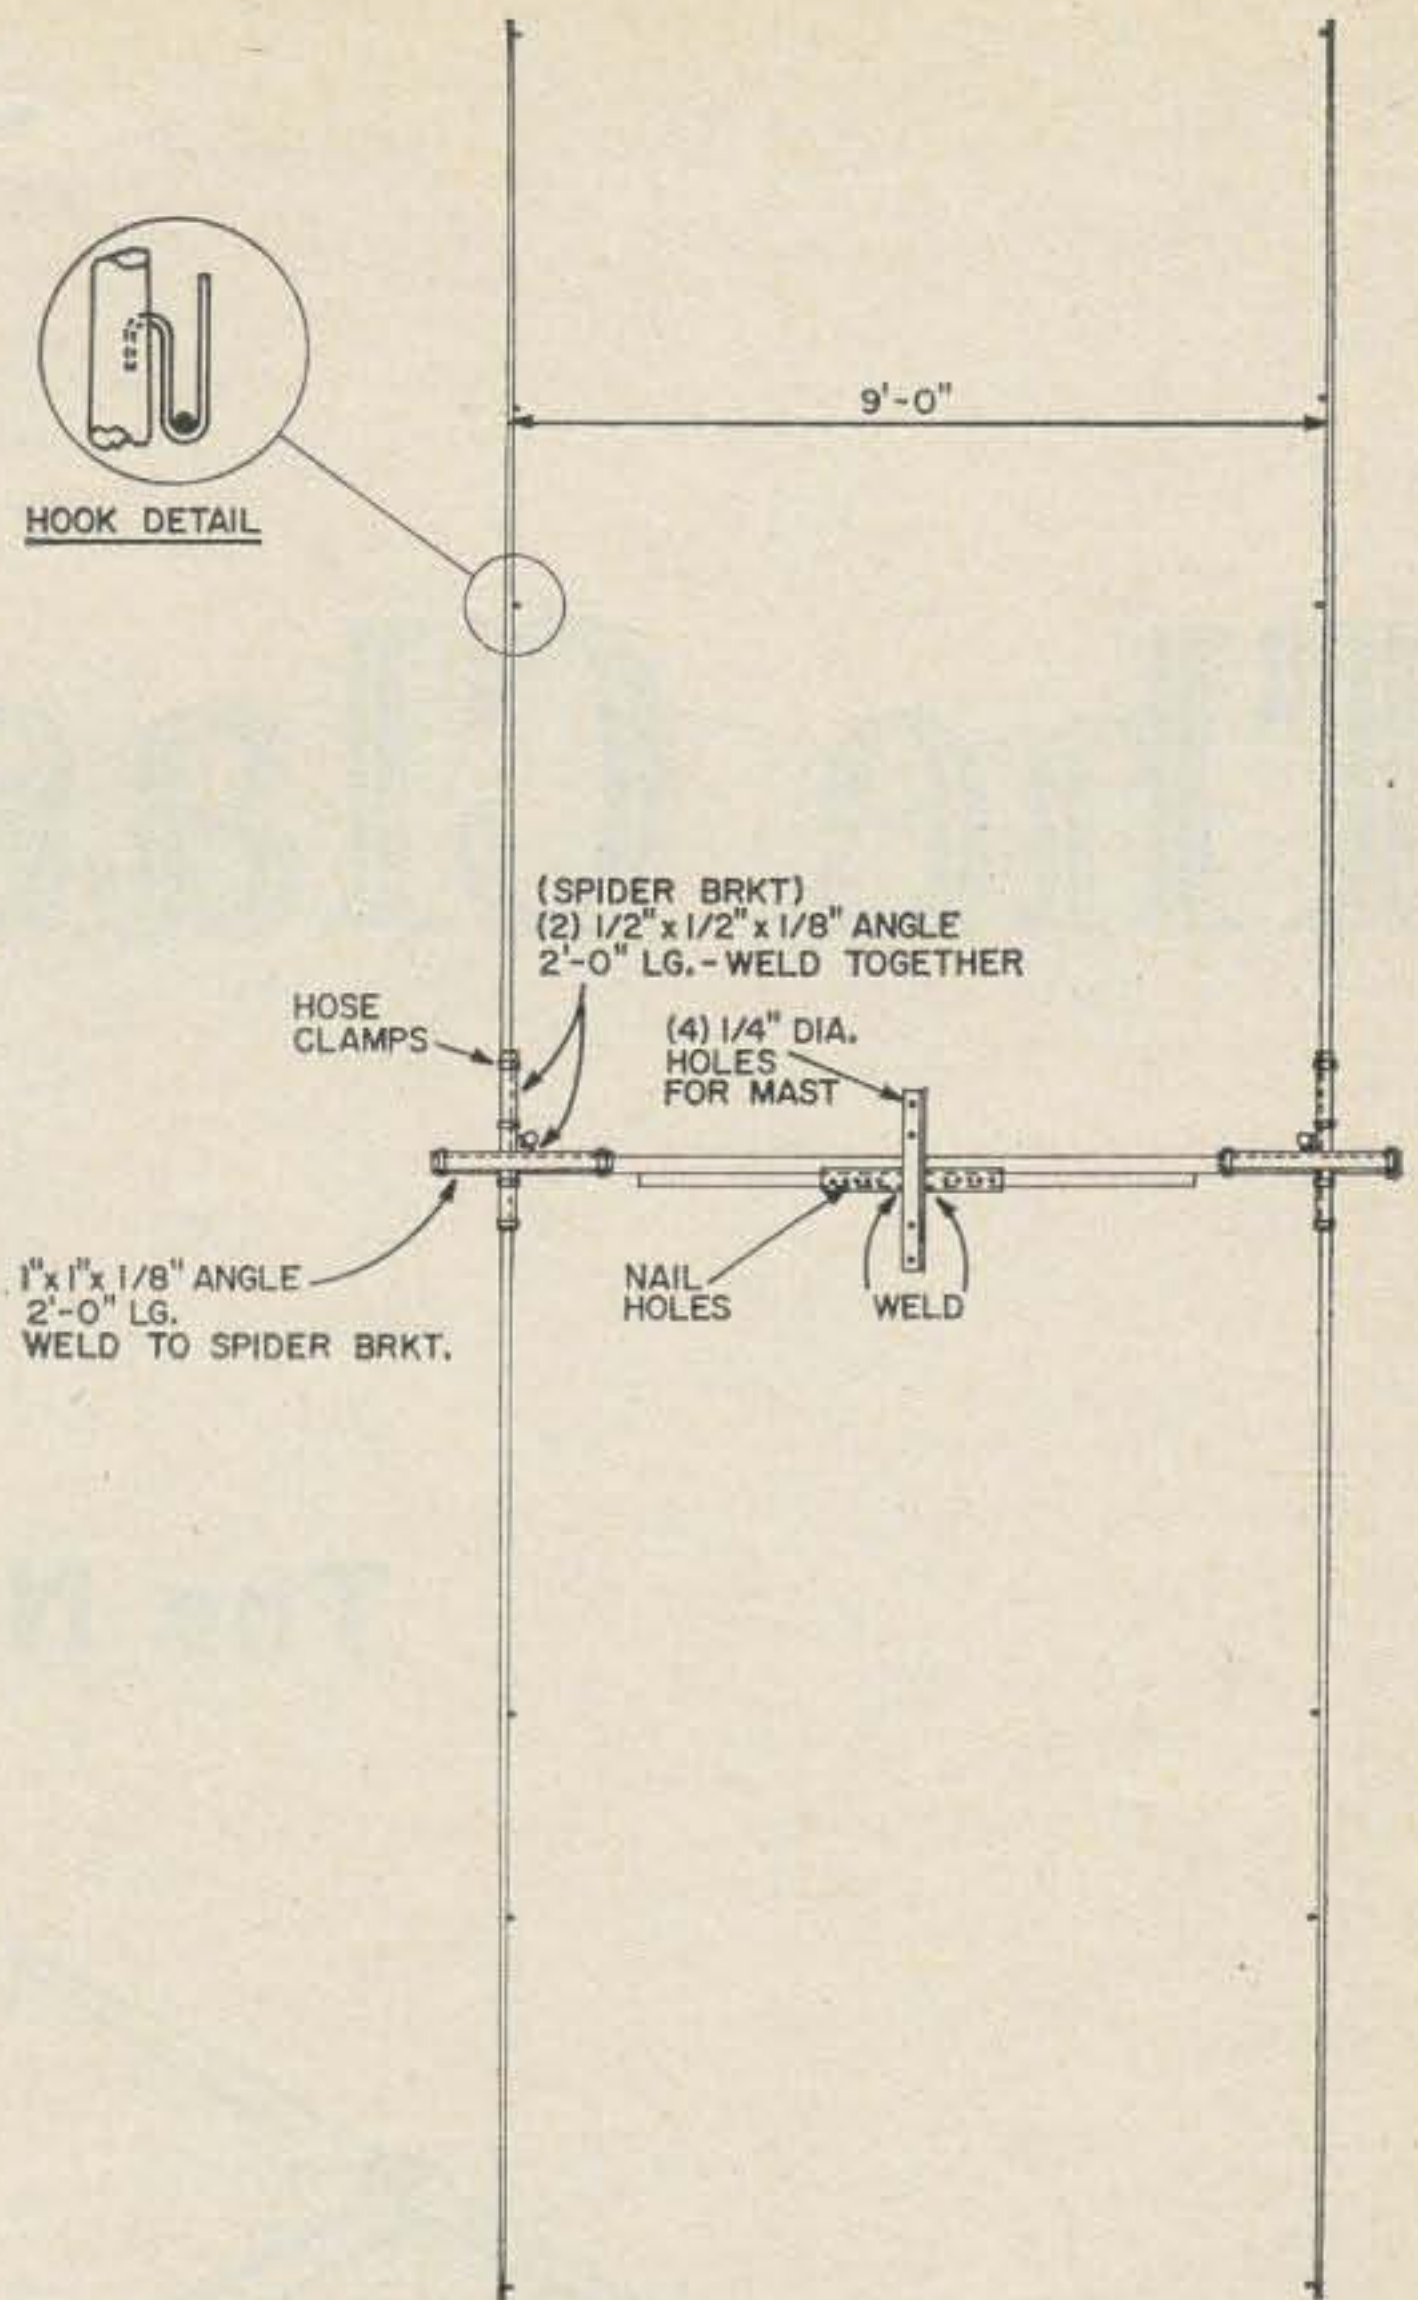 9'-0"
HOOK DETAIL
(SPIDER BRKT)
(2) 1/2" x 1/2" x 1/8" ANGLE
2'-0" LG.-WELD TOGETHER
HOSE
CLAMPS
(4) 1/4" DIA.
HOLES
FOR MAST
1" x 1" x 1/8" ANGLE
2'-0" LG.
WELD TO SPIDER BRKT.
NAIL
HOLES
WELD